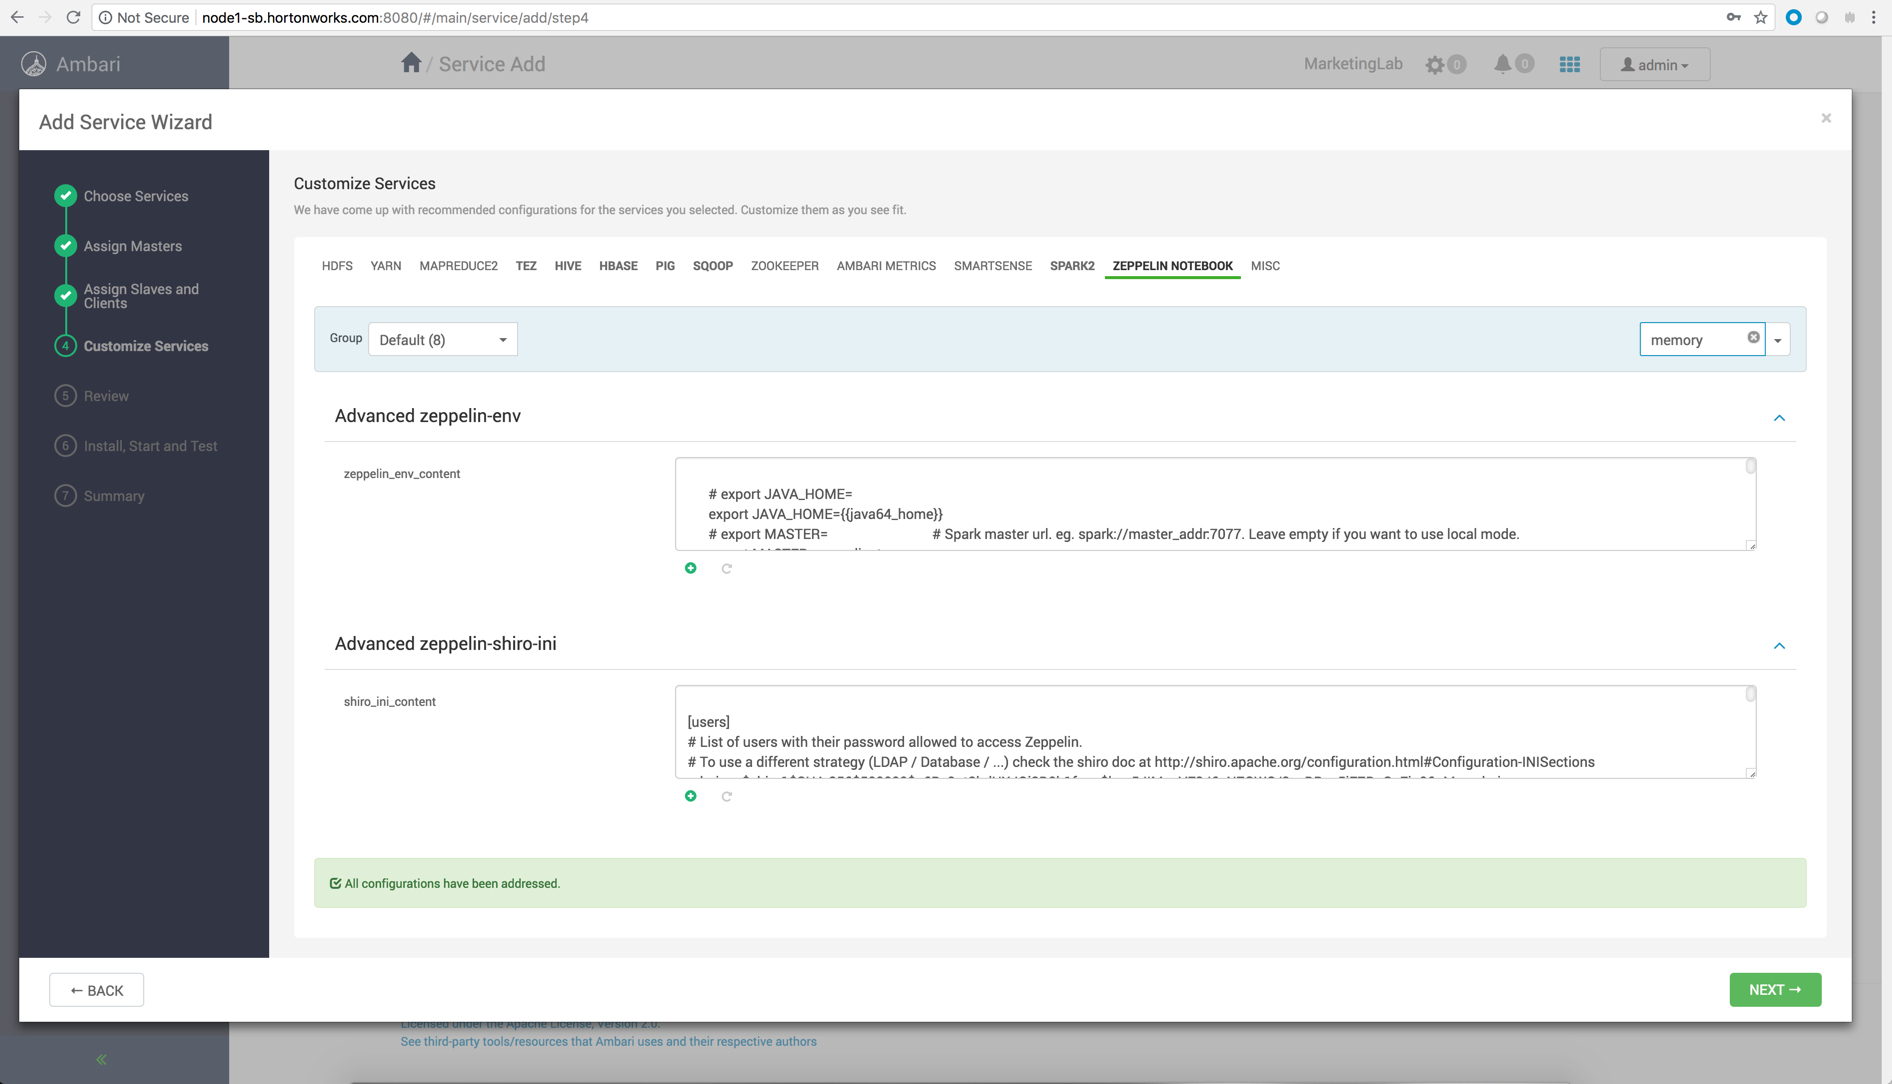 Not Secure node1-sb.hortonworks.com:8080/#/main/service/add/step4
Ambari
/ Service Add
MarketingLab 0 0 admin
Add Service Wizard ×
Choose Services
Assign Masters
Assign Slaves and
Clients
4 Customize Services
5 Review
6 Install, Start and Test
7 Summary
Customize Services
We have come up with recommended configurations for the services you selected. Customize them as you see fit.
HDFS YARN MAPREDUCE2 TEZ HIVE HBASE PIG SQOOP ZOOKEEPER AMBARI METRICS SMARTSENSE SPARK2 ZEPPELIN NOTEBOOK MISC
Group Default (8) memory
Advanced zeppelin-env
zeppelin_env_content
# export JAVA_HOME=
export JAVA_HOME={{java64_home}}
# export MASTER= # Spark master url. eg. spark://master_addr:7077. Leave empty if you want to use local mode.
Advanced zeppelin-shiro-ini
shiro_ini_content
[users]
# List of users with their password allowed to access Zeppelin.
# To use a different strategy (LDAP / Database / ...) check the shiro doc at http://shiro.apache.org/configuration.html#Configuration-INISections
All configurations have been addressed.
← BACK
NEXT →
Licensed under the Apache License, Version 2.0.
See third-party tools/resources that Ambari uses and their respective authors
«